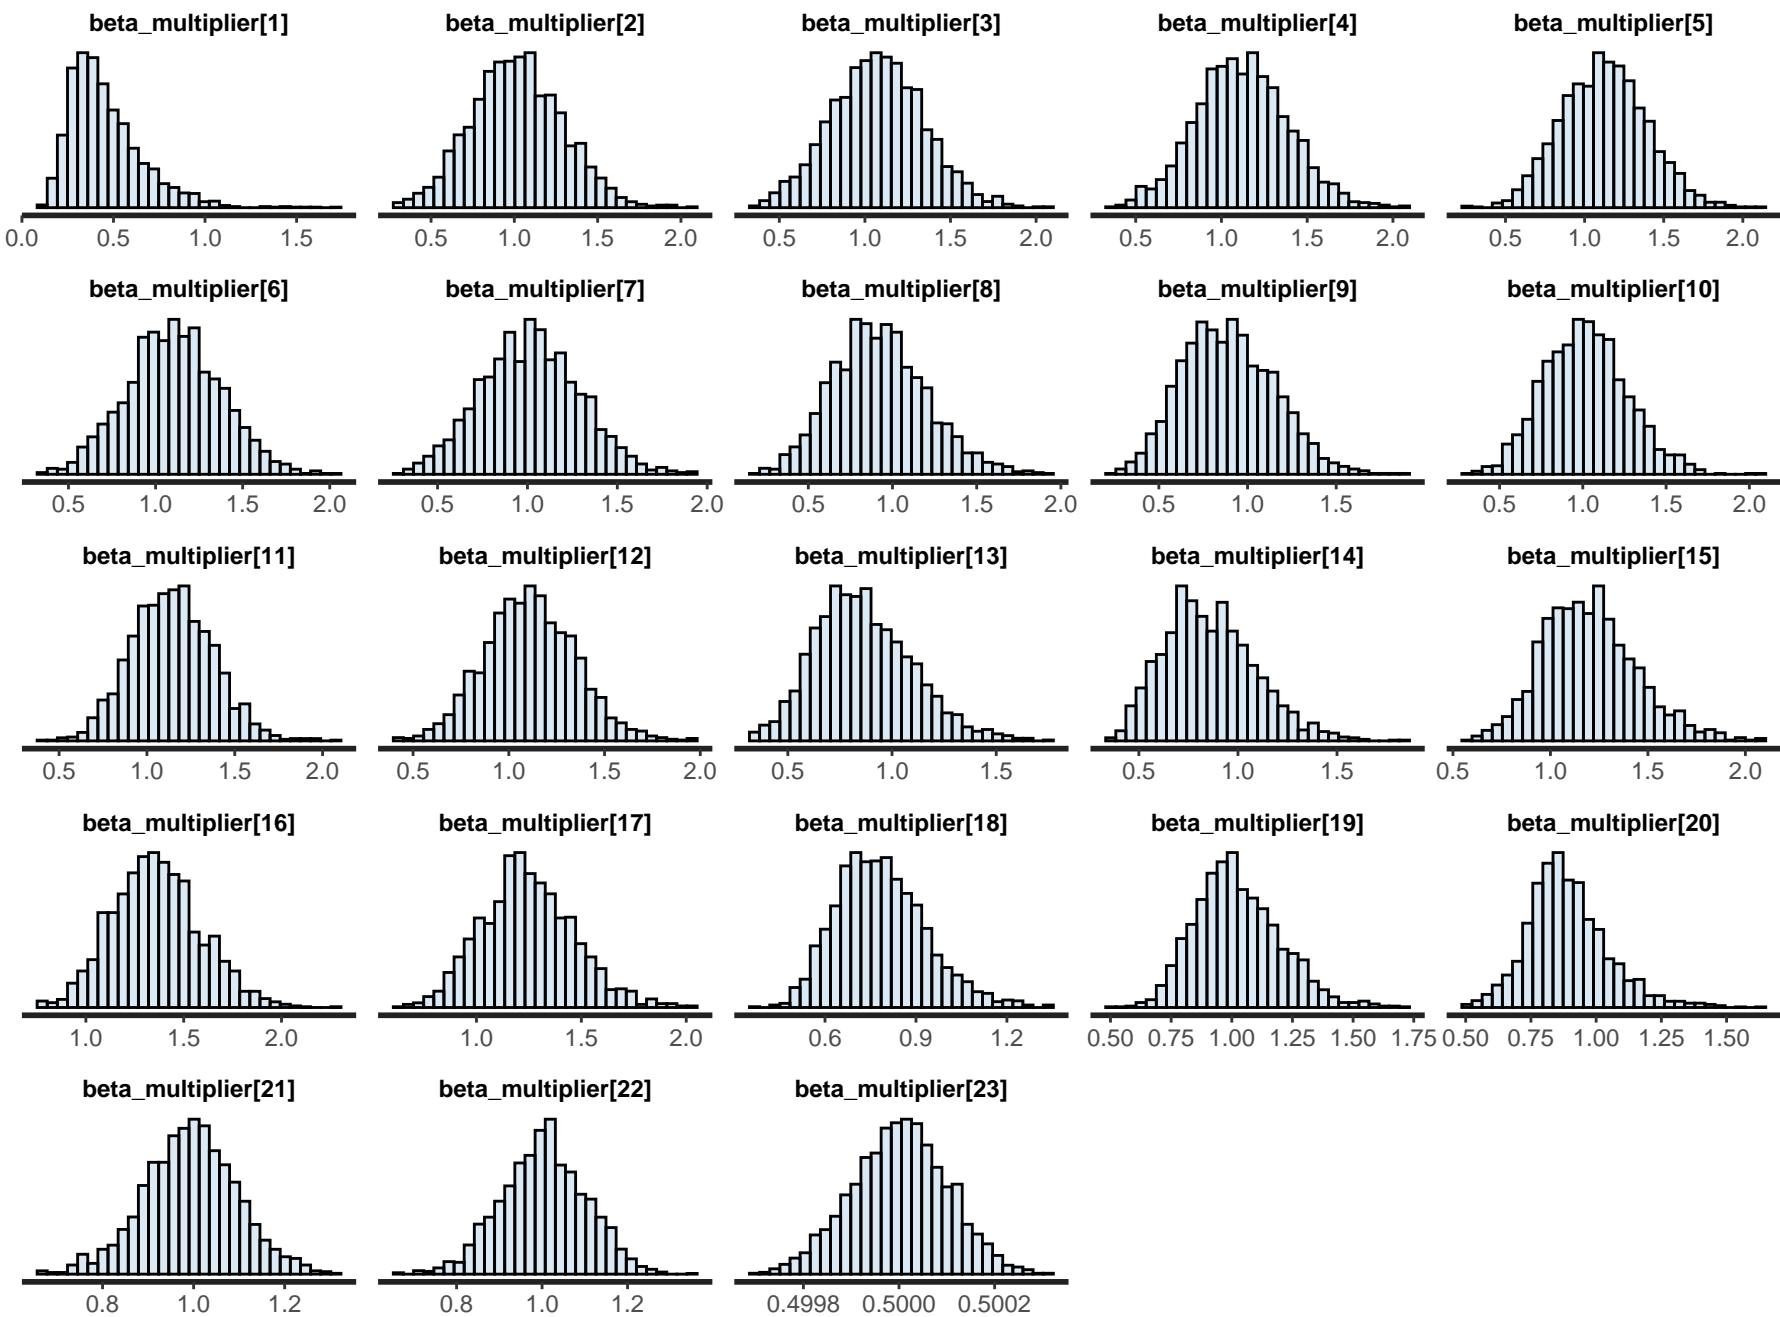 beta_multiplier[1] beta_multiplier[2] beta_multiplier[3] beta_multiplier[4] beta_multiplier[5]
0.0 0.5 1.0 1.5 0.5 1.0 1.5 2.0 0.5 1.0 1.5 2.0 0.5 1.0 1.5 2.0 0.5 1.0 1.5 2.0
beta_multiplier[6] beta_multiplier[7] beta_multiplier[8] beta_multiplier[9] beta_multiplier[10]
0.5 1.0 1.5 2.0 0.5 1.0 1.5 2.0 0.5 1.0 1.5 2.0 0.5 1.0 1.5 0.5 1.0 1.5 2.0
beta_multiplier[11] beta_multiplier[12] beta_multiplier[13] beta_multiplier[14] beta_multiplier[15]
0.5 1.0 1.5 2.0 0.5 1.0 1.5 2.0 0.5 1.0 1.5 0.5 1.0 1.5 0.5 1.0 1.5 2.0
beta_multiplier[16] beta_multiplier[17] beta_multiplier[18] beta_multiplier[19] beta_multiplier[20]
1.0 1.5 2.0 1.0 1.5 2.0 0.6 0.9 1.2 0.50 0.75 1.00 1.25 1.50 1.75 0.50 0.75 1.00 1.25 1.50
beta_multiplier[21] beta_multiplier[22] beta_multiplier[23]
0.8 1.0 1.2 0.8 1.0 1.2 0.4998 0.5000 0.5002